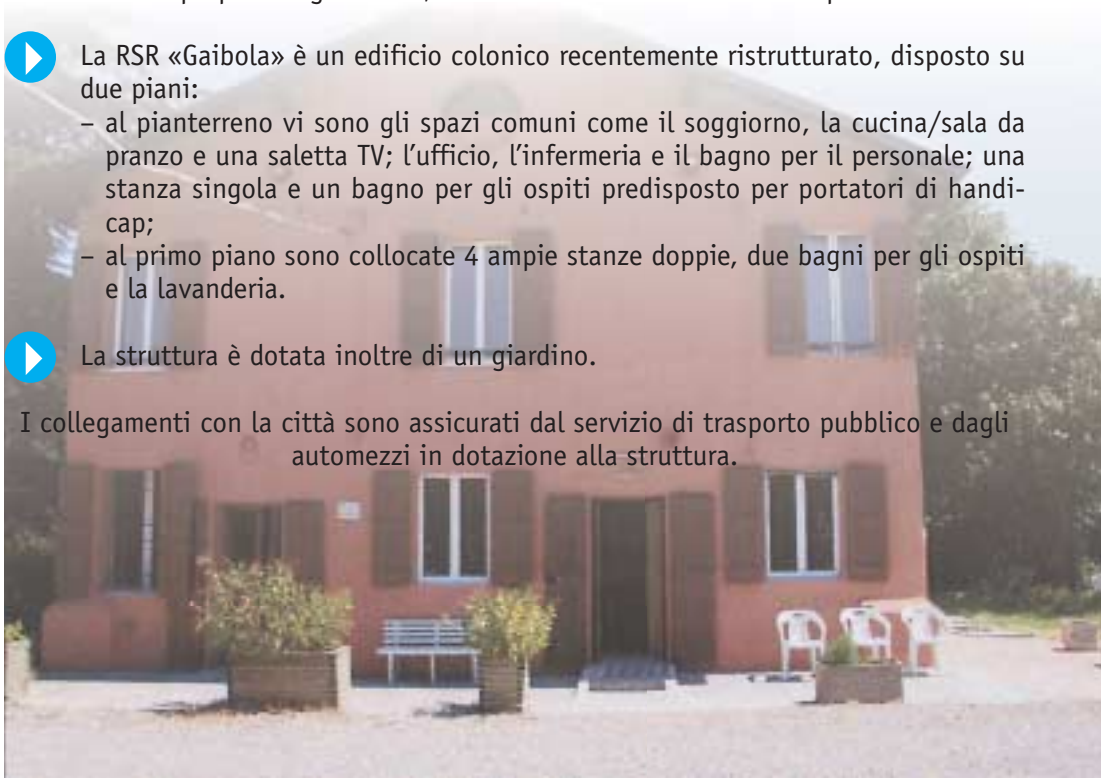 La RSR «Gaibola» è un edificio colonico recentemente ristrutturato, disposto su
due piani:
– al pianterreno vi sono gli spazi comuni come il soggiorno, la cucina/sala da
pranzo e una saletta TV; l'ufficio, l'infermeria e il bagno per il personale; una
stanza singola e un bagno per gli ospiti predisposto per portatori di handi-
cap;
– al primo piano sono collocate 4 ampie stanze doppie, due bagni per gli ospiti
e la lavanderia.
La struttura è dotata inoltre di un giardino.
I collegamenti con la città sono assicurati dal servizio di trasporto pubblico e dagli
automezzi in dotazione alla struttura.